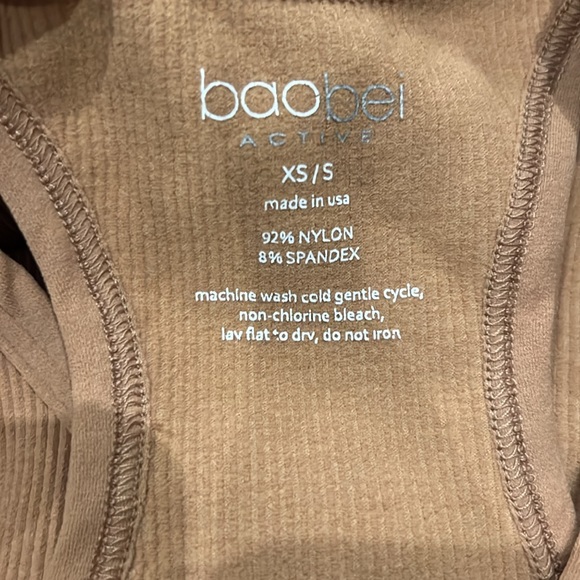 baobei
ACTIVE
XS/S
made in usa
92% NYLON
8% SPANDEX
machine wash cold gentle cycle,
non-chlorine bleach,
lay flat to dry, do not iron